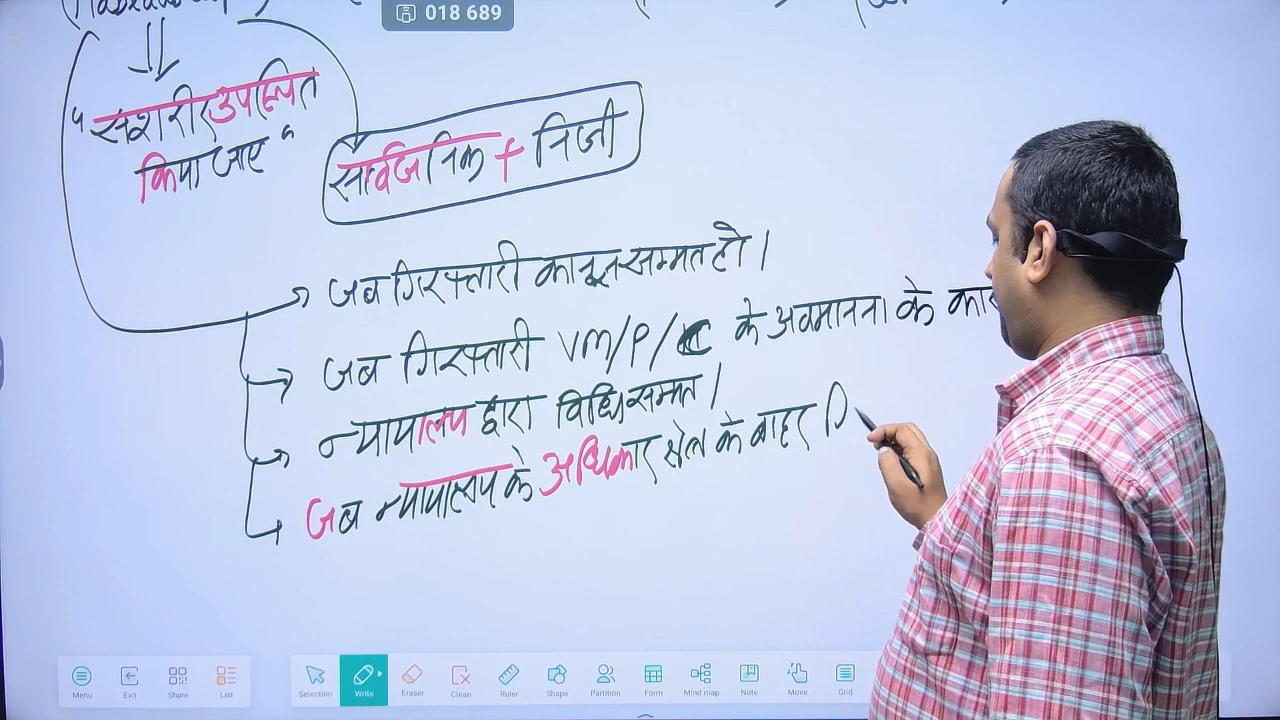 018 689
"सशरीर उपस्थित
किया जाए"
सार्वजनिक + निजी
जब गिरफ्तारी कानून सम्मत हो।
जब गिरफ्तारी VM/P/C के अवमानना के कार
न्यायालय द्वारा विधि सम्मत।
जब न्यायालय के अधिकार क्षेत्र के बाहर ि
Menu Exit Share List Selection Write Eraser Clean Ruler Shape Partition Form Mind map Note Move Grid